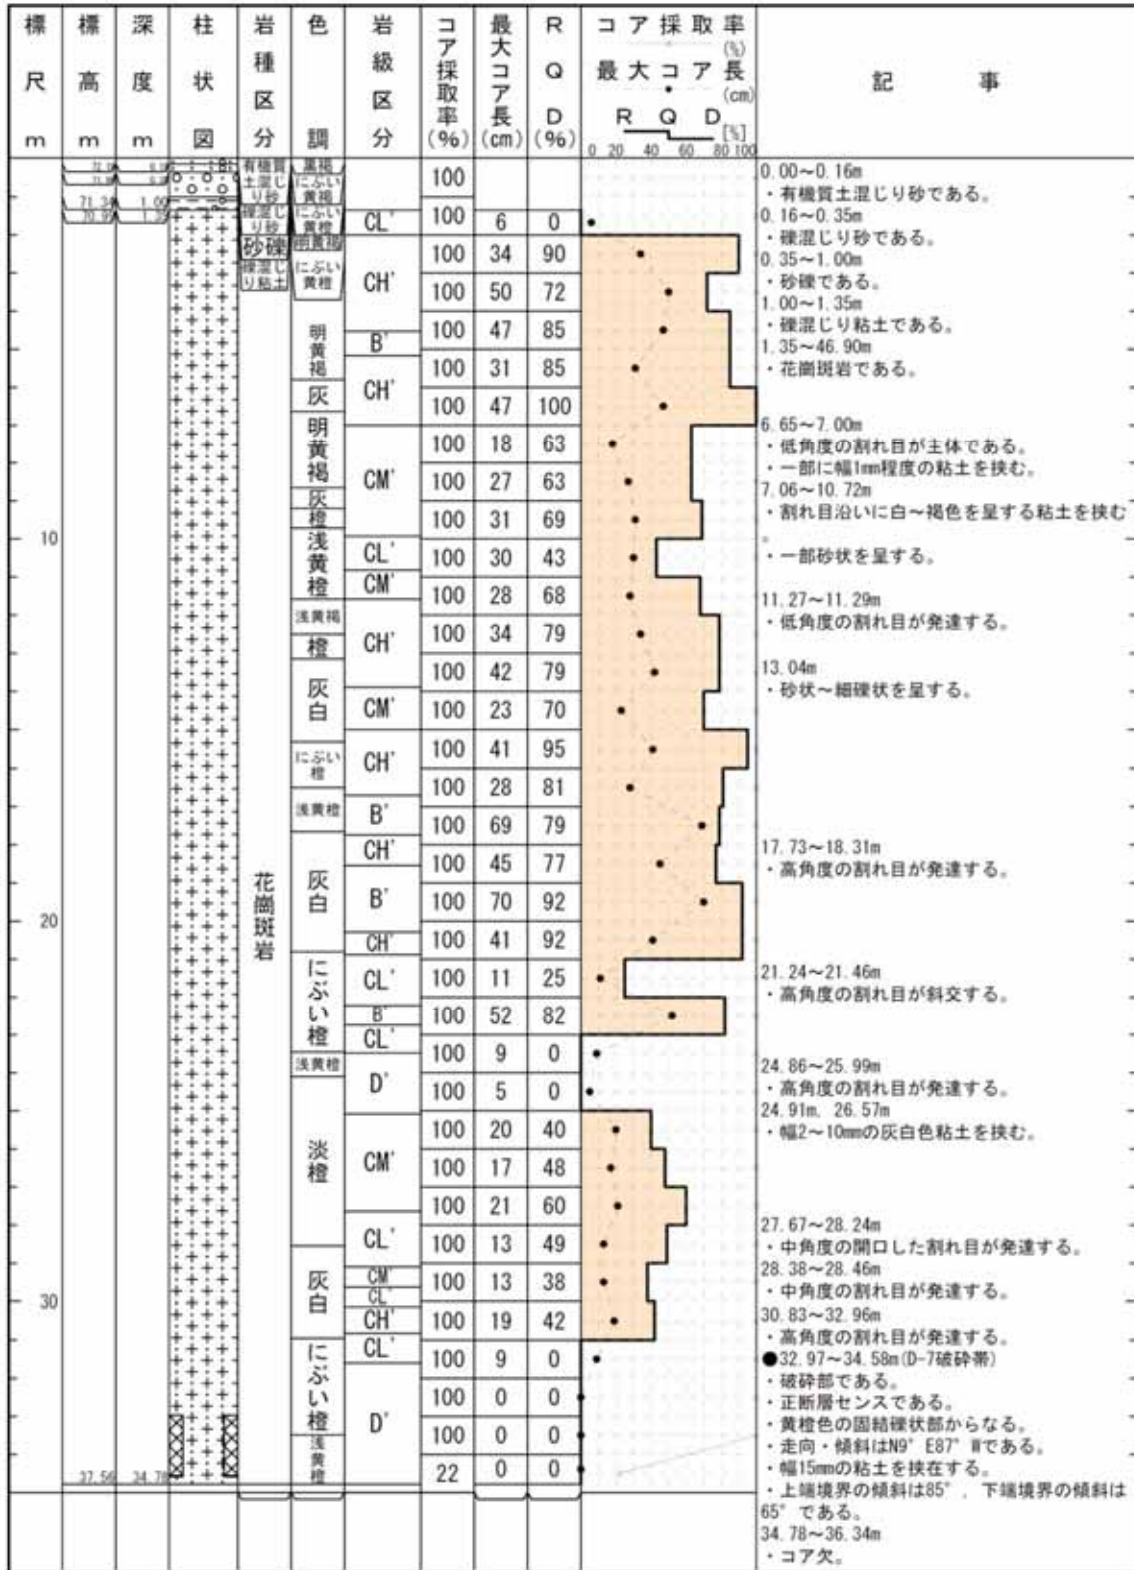 標尺 m
標高 m
深度 m
柱状図
岩種区分
色調
岩級区分
コア採取率(%)
最大コア長(cm)
RQD(%)
コア採取率(%)
最大コア長(cm)
RQD[%]
0 20 40 60 80 100
記事
71.34 1.00
70.99 1.35
37.56 34.78
10
20
30
有機質土混じり砂
礫混じり砂
砂礫
礫混じり粘土
花崗斑岩
黒褐
にぶい黄褐
にぶい黄橙
明黄褐
にぶい黄橙
明黄褐
灰
明黄褐
灰
橙
浅黄橙
浅黄褐
橙
灰白
にぶい橙
浅黄橙
灰白
にぶい橙
浅黄橙
淡橙
灰白
にぶい橙
浅黄橙
CL'
CH'
B'
CH'
CM'
CL'
CM'
CH'
CM'
CH'
B'
CH'
B'
CH'
CL'
B'
CL'
D'
CM'
CL'
CM'
CL'
CH'
CL'
D'
100
100 6 0
100 34 90
100 50 72
100 47 85
100 31 85
100 47 100
100 18 63
100 27 63
100 31 69
100 30 43
100 28 68
100 34 79
100 42 79
100 23 70
100 41 95
100 28 81
100 69 79
100 45 77
100 70 92
100 41 92
100 11 25
100 52 82
100 9 0
100 5 0
100 20 40
100 17 48
100 21 60
100 13 49
100 13 38
100 19 42
100 9 0
100 0 0
100 0 0
22 0 0
0.00～0.16m
・有機質土混じり砂である。
0.16～0.35m
・礫混じり砂である。
0.35～1.00m
・砂礫である。
1.00～1.35m
・礫混じり粘土である。
1.35～46.90m
・花崗斑岩である。
6.65～7.00m
・低角度の割れ目が主体である。
・一部に幅1mm程度の粘土を挟む。
7.06～10.72m
・割れ目沿いに白～褐色を呈する粘土を挟む
。
・一部砂状を呈する。
11.27～11.29m
・低角度の割れ目が発達する。
13.04m
・砂状～細礫状を呈する。
17.73～18.31m
・高角度の割れ目が発達する。
21.24～21.46m
・高角度の割れ目が斜交する。
24.86～25.99m
・高角度の割れ目が発達する。
24.91m, 26.57m
・幅2～10mmの灰白色粘土を挟む。
27.67～28.24m
・中角度の開口した割れ目が発達する。
28.38～28.46m
・中角度の割れ目が発達する。
30.83～32.96m
・高角度の割れ目が発達する。
●32.97～34.58m(D-7破砕帯)
・破砕部である。
・正断層センスである。
・黄橙色の固結礫状部からなる。
・走向・傾斜はN9°E87°Wである。
・幅15mmの粘土を挟在する。
・上端境界の傾斜は85°, 下端境界の傾斜は
65°である。
34.78～36.34m
・コア欠。